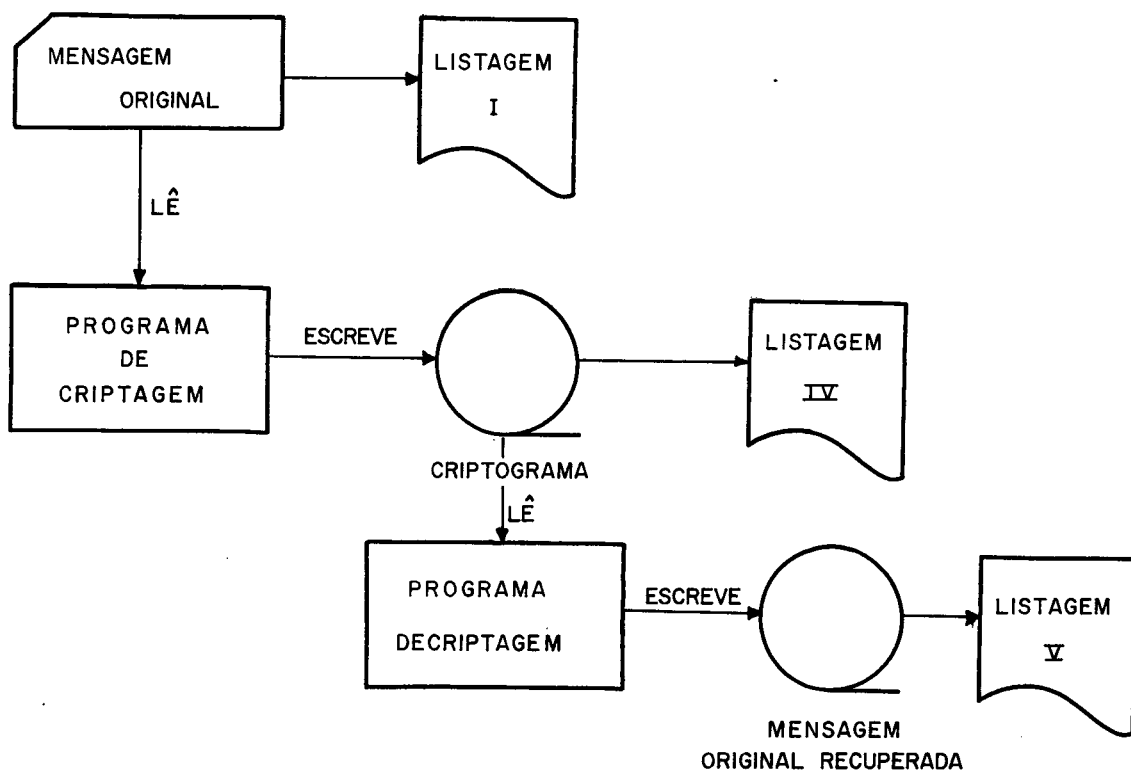 MENSAGEM
ORIGINAL
LISTAGEM
I
LÊ
PROGRAMA
DE
CRIPTAGEM
ESCREVE
LISTAGEM
IV
CRIPTOGRAMA
LÊ
PROGRAMA
DECRIPTAGEM
ESCREVE
LISTAGEM
V
MENSAGEM
ORIGINAL RECUPERADA